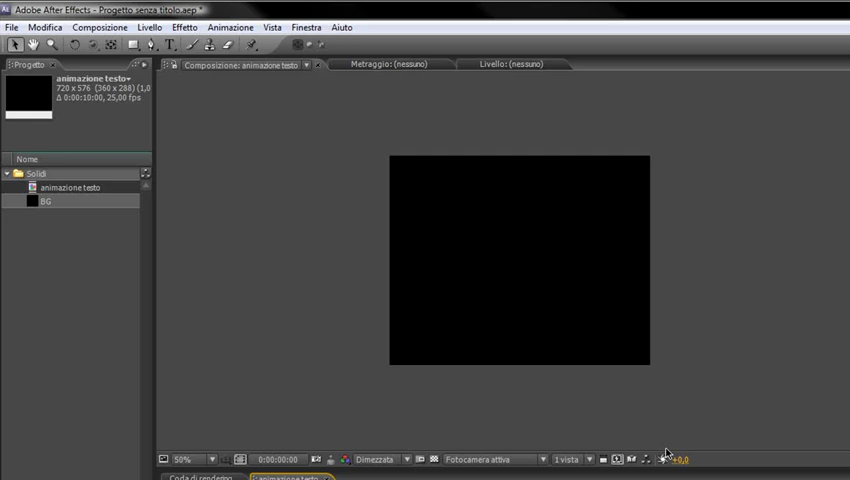 Adobe After Effects - Progetto senza titolo.aep *
File Modifica Composizione Livello Effetto Animazione Vista Finestra Aiuto
Progetto × Composizione: animazione testo Metraggio: (nessuno) Livello: (nessuno)
animazione testo
720 x 576 (360 x 288) (1,0
Δ 0:00:10:00, 25,00 fps
Nome
Solidi
animazione testo
BG
50% 0:00:00:00 Dimezzata Fotocamera attiva 1 vista +0,0
Coda di rendering animazione testo